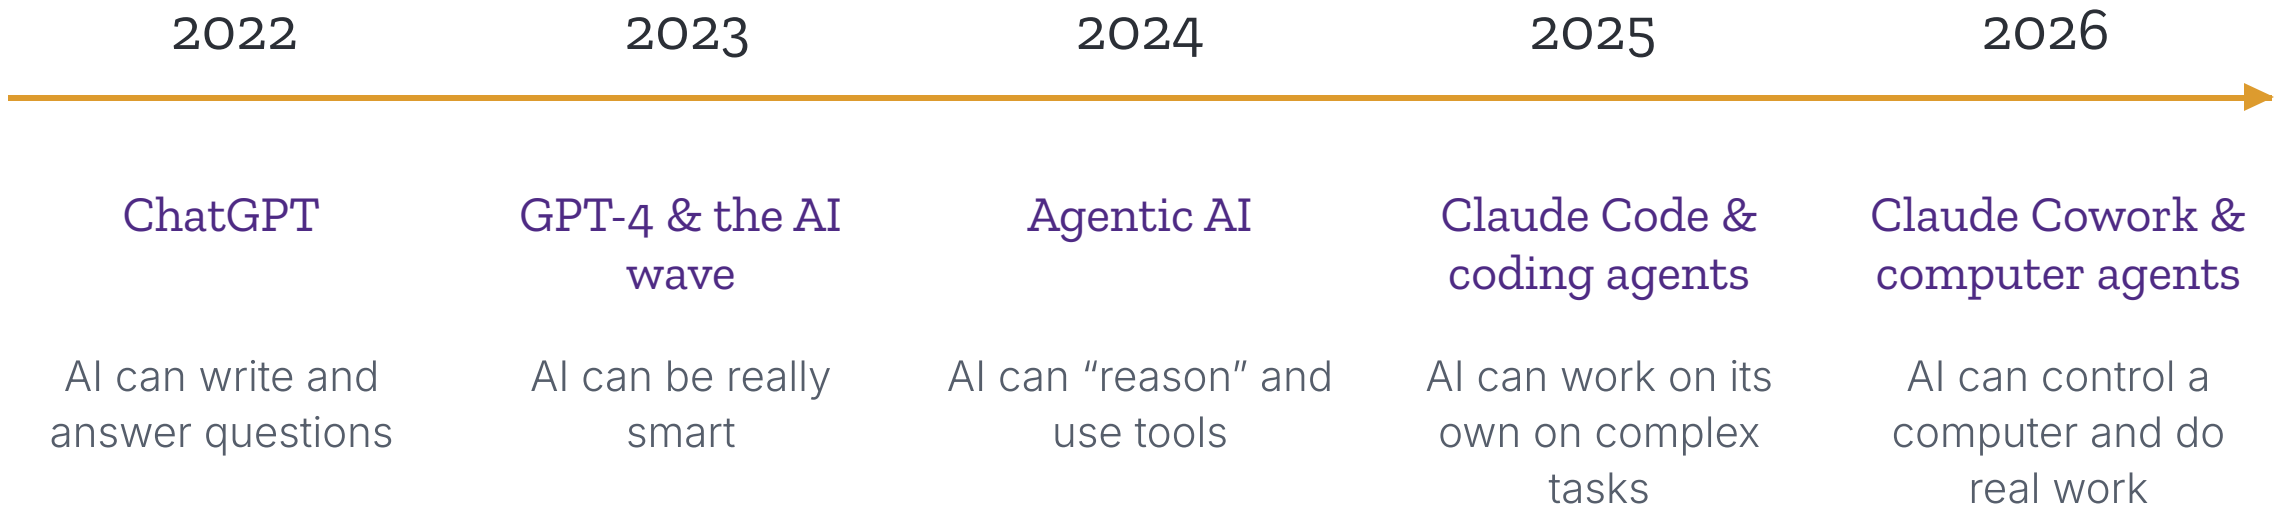 2022 2023 2024 2025 2026
ChatGPT
GPT-4 & the AI
wave
Agentic AI
Claude Code &
coding agents
Claude Cowork &
computer agents
AI can write and
answer questions
AI can be really
smart
AI can “reason” and
use tools
AI can work on its
own on complex
tasks
AI can control a
computer and do
real work